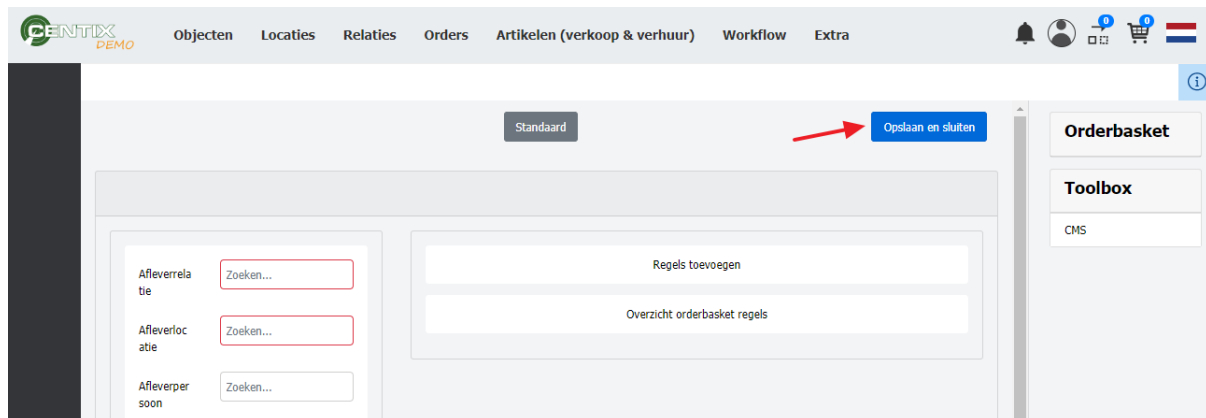 CENTIX
DEMO
Objecten Locaties Relaties Orders Artikelen (verkoop & verhuur) Workflow Extra
0 0
Standaard Opslaan en sluiten
Orderbasket
Toolbox
CMS
Afleverrela
tie
Zoeken...
Afleverloc
atie
Zoeken...
Afleverper
soon
Zoeken...
Regels toevoegen
Overzicht orderbasket regels